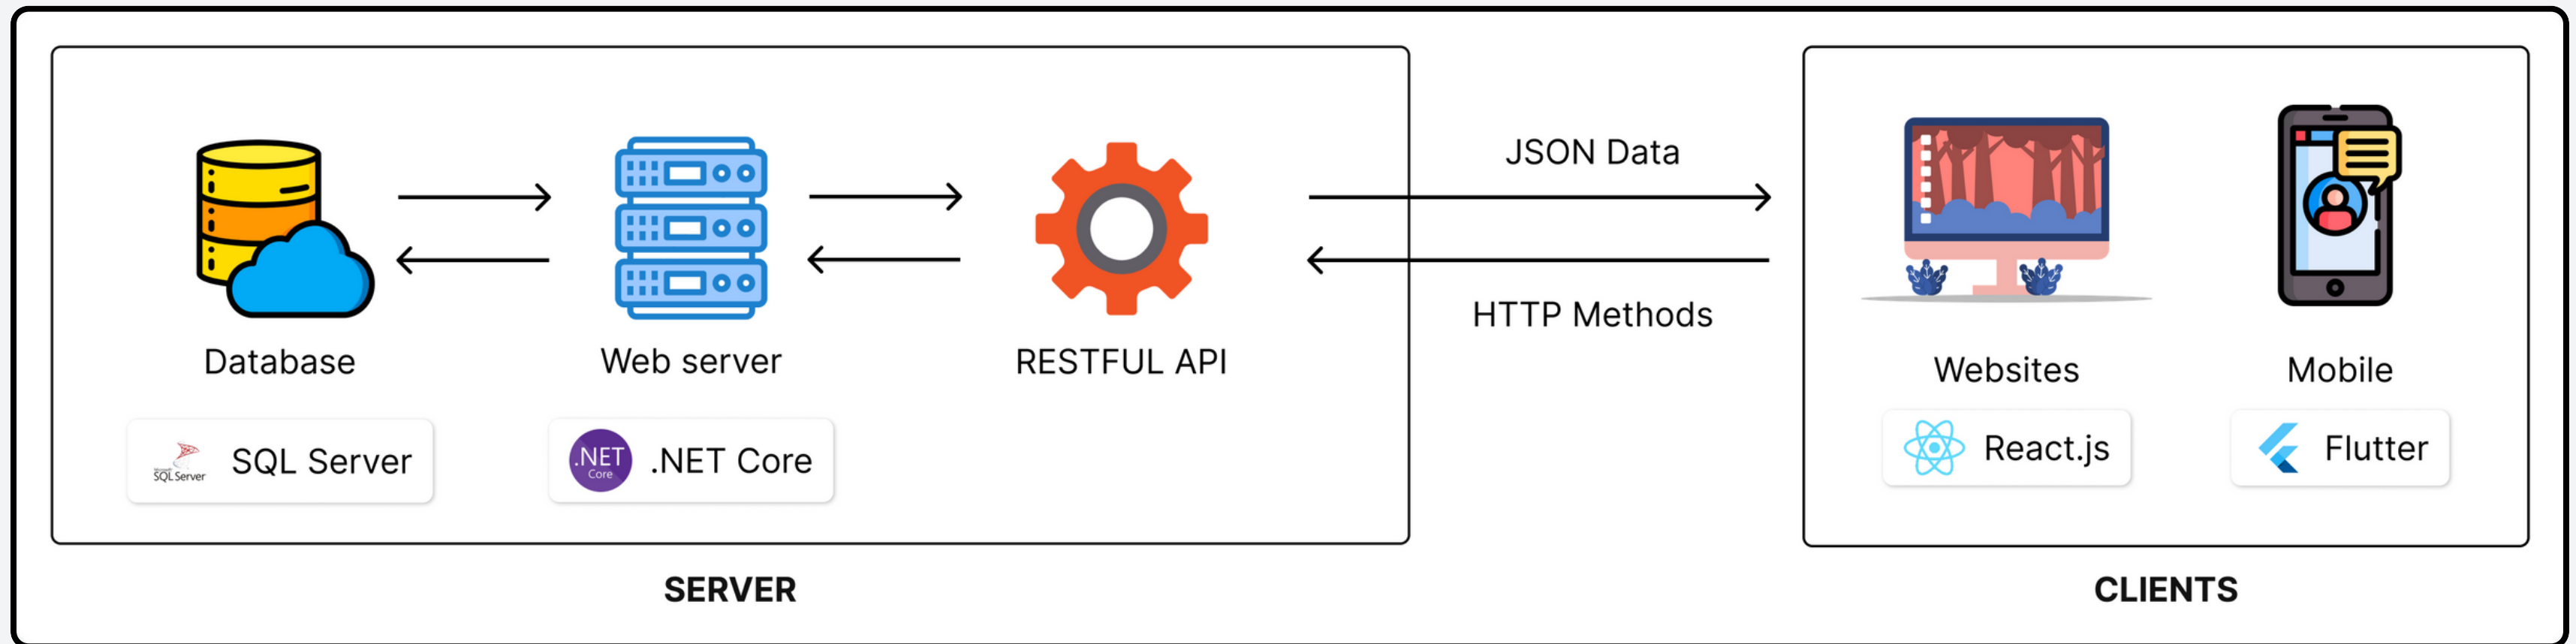 JSON Data
HTTP Methods
Database
Web server
RESTFUL API
Websites
Mobile
Microsoft
SQL Server
SQL Server
.NET
Core
.NET Core
React.js
Flutter
SERVER
CLIENTS